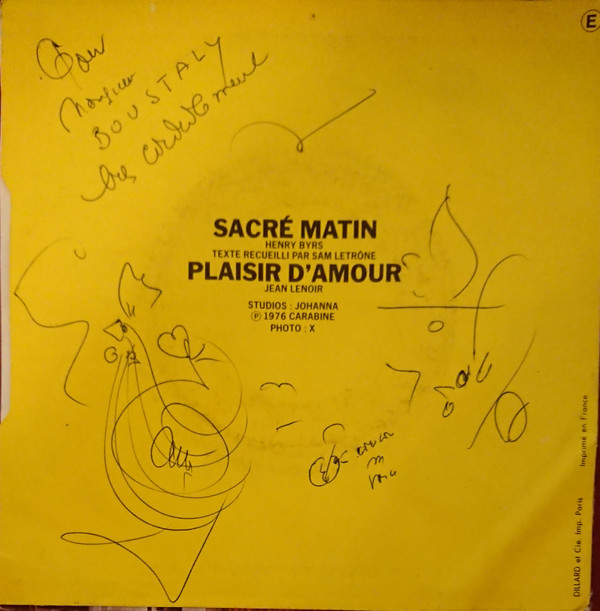 E
Pour
Monsieur
BOUSTALY
très cordialement
SACRÉ MATIN
HENRY BYRS
TEXTE RECUEILLI PAR SAM LETRÔNE
PLAISIR D'AMOUR
JEAN LENOIR
STUDIOS : JOHANNA
Ⓟ 1976 CARABINE
PHOTO : X
DILLARD et Cie. Imp. Paris Imprimé en France